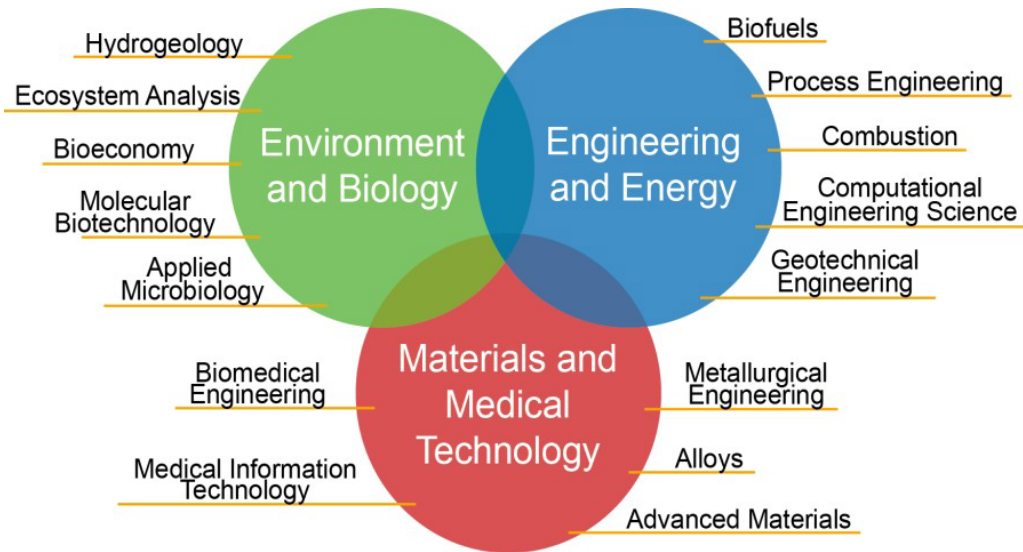 Hydrogeology
Ecosystem Analysis
Bioeconomy
Molecular
Biotechnology
Applied
Microbiology
Environment
and Biology
Engineering
and Energy
Biofuels
Process Engineering
Combustion
Computational
Engineering Science
Geotechnical
Engineering
Biomedical
Engineering
Medical Information
Technology
Materials and
Medical
Technology
Metallurgical
Engineering
Alloys
Advanced Materials